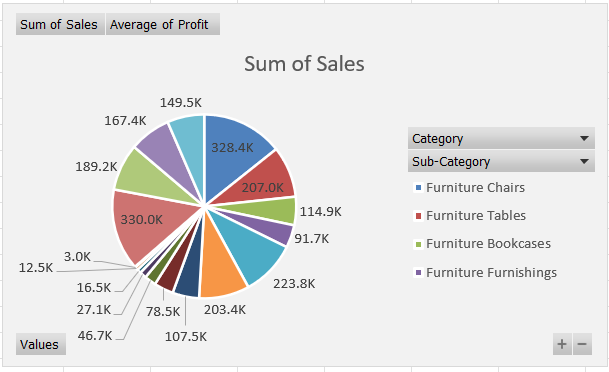 Sum of Sales Average of Profit
Sum of Sales
149.5K
167.4K
328.4K
189.2K
207.0K
330.0K
114.9K
91.7K
3.0K
12.5K
223.8K
16.5K
27.1K
203.4K
78.5K
46.7K
107.5K
Category
Sub-Category
Furniture Chairs
Furniture Tables
Furniture Bookcases
Furniture Furnishings
Values
+ −